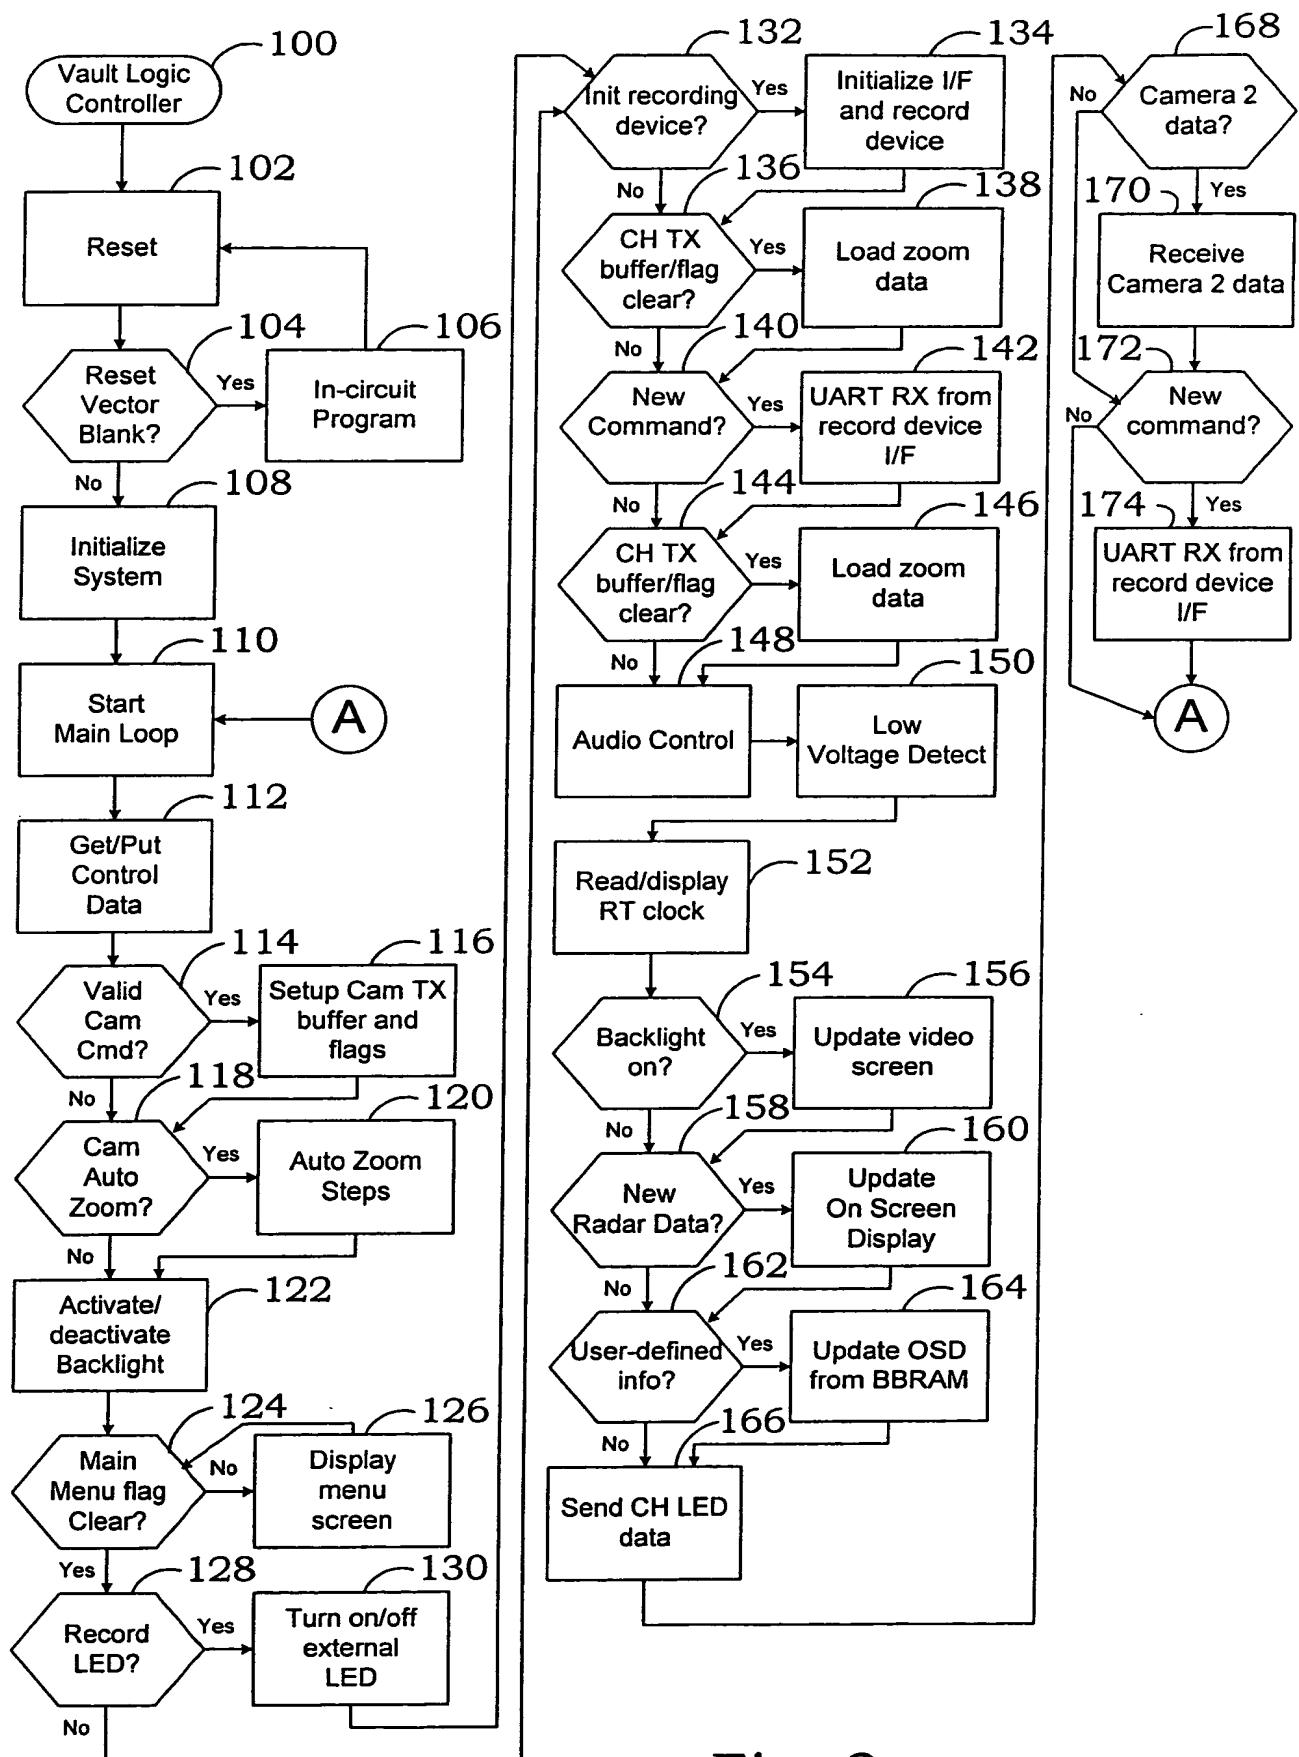 100
Vault Logic
Controller
102
Reset
104
106
Reset
Vector
Blank?
Yes
In-circuit
Program
No
108
Initialize
System
110
Start
Main Loop
A
112
Get/Put
Control
Data
114
116
Valid
Cam
Cmd?
Yes
Setup Cam TX
buffer and
flags
No
118
120
Cam
Auto
Zoom?
Yes
Auto Zoom
Steps
No
122
Activate/
deactivate
Backlight
124
126
Main
Menu flag
Clear?
No
Display
menu
screen
Yes
128
130
Record
LED?
Yes
Turn on/off
external
LED
No
132
134
Init recording
device?
Yes
Initialize I/F
and record
device
No
136
138
CH TX
buffer/flag
clear?
Yes
Load zoom
data
No
140
142
New
Command?
Yes
UART RX from
record device
I/F
No
144
146
CH TX
buffer/flag
clear?
Yes
Load zoom
data
No
148
150
Audio Control
Low
Voltage Detect
152
Read/display
RT clock
154
156
Backlight
on?
Yes
Update video
screen
No
158
160
New
Radar Data?
Yes
Update
On Screen
Display
No
162
164
User-defined
info?
Yes
Update OSD
from BBRAM
No
166
Send CH LED
data
168
No
Camera 2
data?
Yes
170
Receive
Camera 2 data
172
No
New
command?
Yes
174
UART RX from
record device
I/F
A